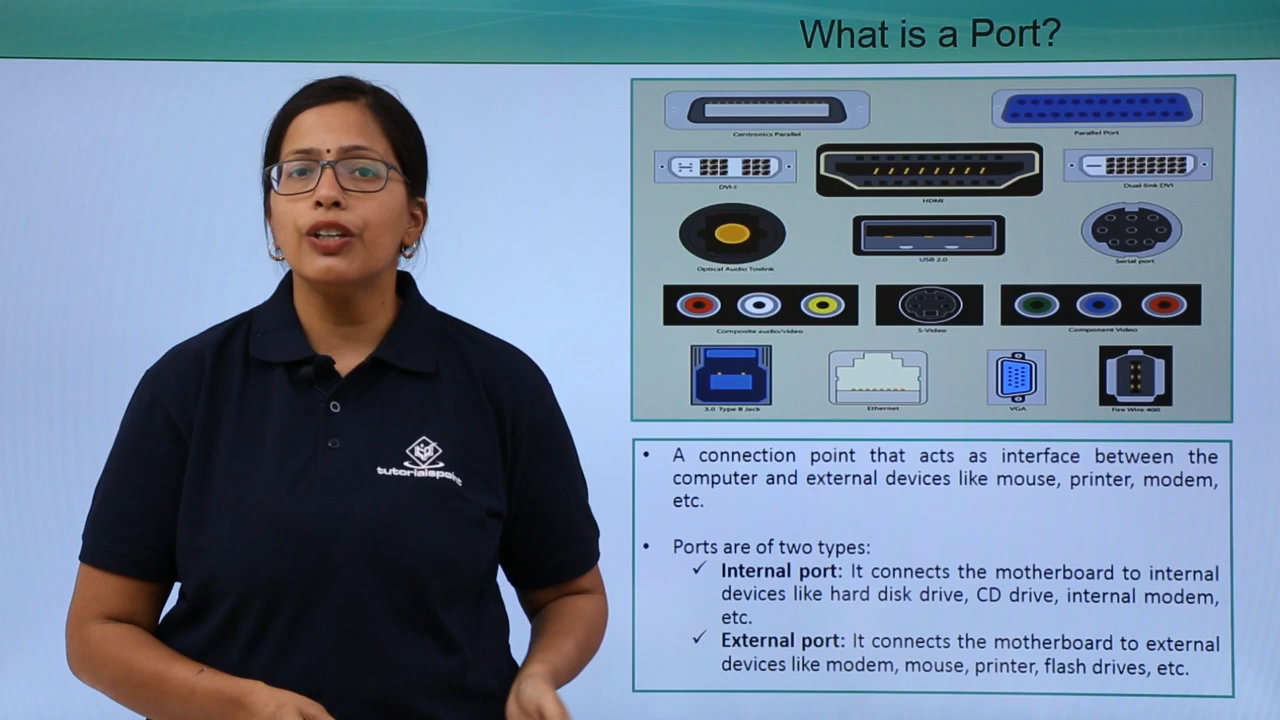 What is a Port?
Centronics Parallel
Parallel Port
DVI-I
HDMI
Dual-link DVI
Optical Audio Toslink
USB 2.0
Serial port
Composite audio/video
S-Video
Component Video
3.0 Type B Jack
Ethernet
VGA
Fire Wire 400
tutorialspoint
• A connection point that acts as interface between the
computer and external devices like mouse, printer, modem,
etc.
• Ports are of two types:
✓ Internal port: It connects the motherboard to internal
devices like hard disk drive, CD drive, internal modem,
etc.
✓ External port: It connects the motherboard to external
devices like modem, mouse, printer, flash drives, etc.